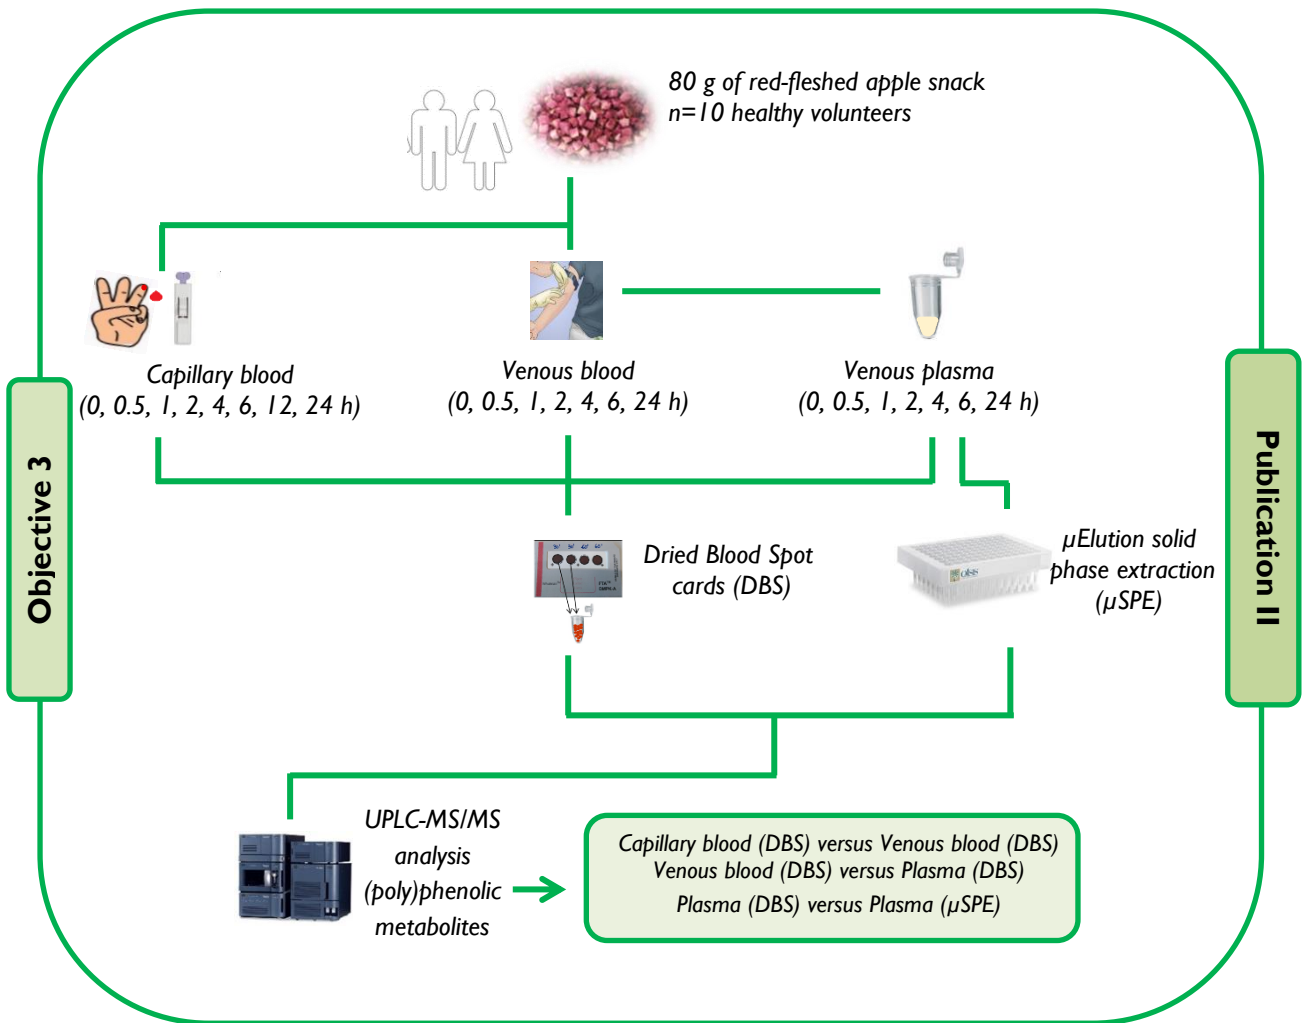 80 g of red-fleshed apple snack
n=10 healthy volunteers
Capillary blood
(0, 0.5, 1, 2, 4, 6, 12, 24 h)
Venous blood
(0, 0.5, 1, 2, 4, 6, 24 h)
Venous plasma
(0, 0.5, 1, 2, 4, 6, 24 h)
Objective 3
Publication II
Dried Blood Spot
cards (DBS)
µElution solid
phase extraction
(µSPE)
UPLC-MS/MS
analysis
(poly)phenolic
metabolites
Capillary blood (DBS) versus Venous blood (DBS)
Venous blood (DBS) versus Plasma (DBS)
Plasma (DBS) versus Plasma (µSPE)